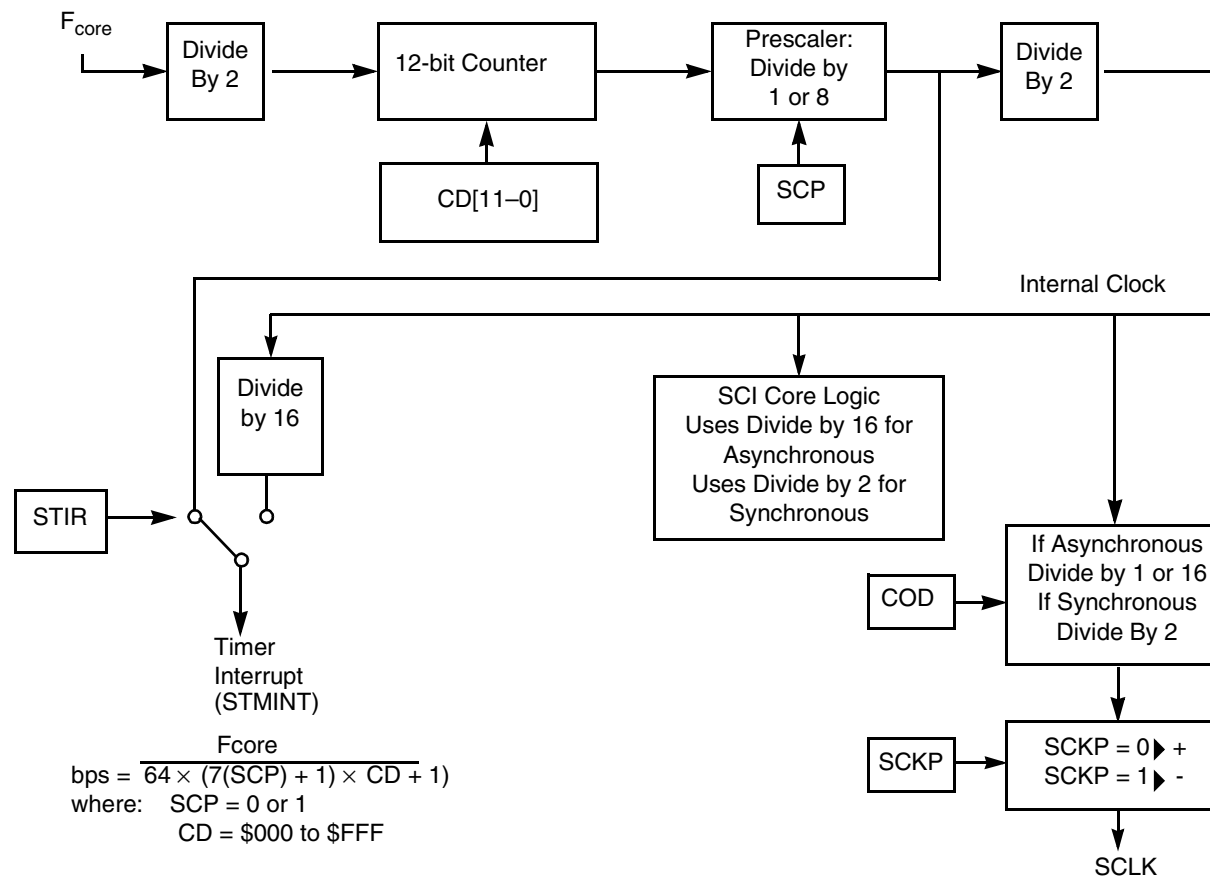 Fcore
Divide
By 2
12-bit Counter
Prescaler:
Divide by
1 or 8
Divide
By 2
CD[11–0]
SCP
Internal Clock
Divide
by 16
SCI Core Logic
Uses Divide by 16 for
Asynchronous
Uses Divide by 2 for
Synchronous
STIR
If Asynchronous
Divide by 1 or 16
If Synchronous
Divide By 2
COD
Timer
Interrupt
(STMINT)
SCKP
SCKP = 0 +
SCKP = 1 -
Fcore
bps = 64 × (7(SCP) + 1) × CD + 1)
where: SCP = 0 or 1
CD = $000 to $FFF
SCLK